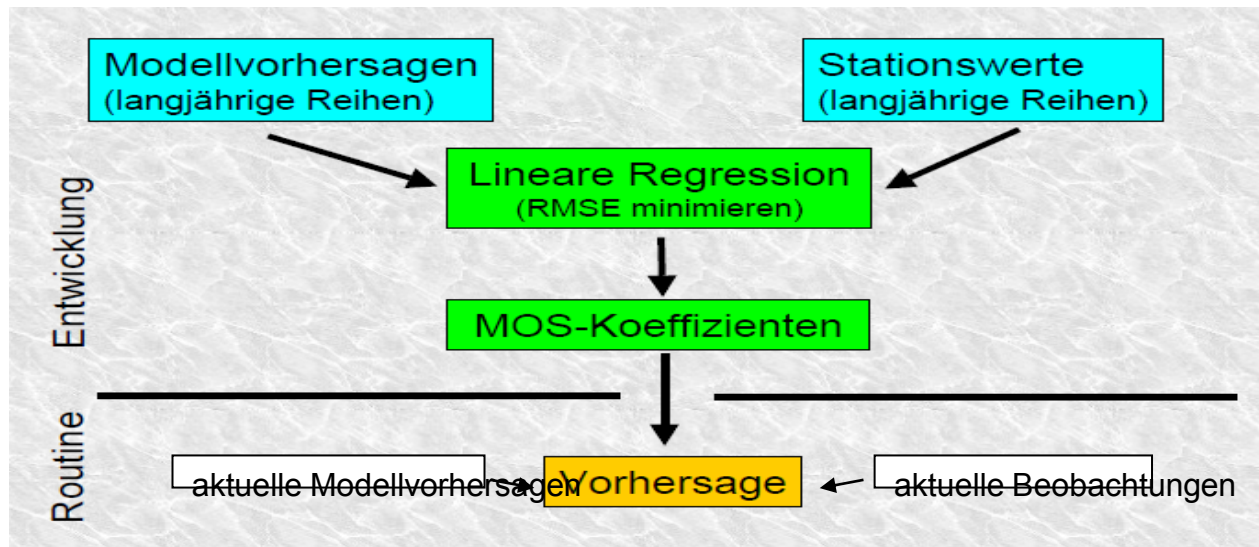 Modellvorhersagen
(langjährige Reihen)
Stationswerte
(langjährige Reihen)
Lineare Regression
(RMSE minimieren)
MOS-Koeffizienten
Entwicklung
Routine
aktuelle Modellvorhersagen
Vorhersage
aktuelle Beobachtungen